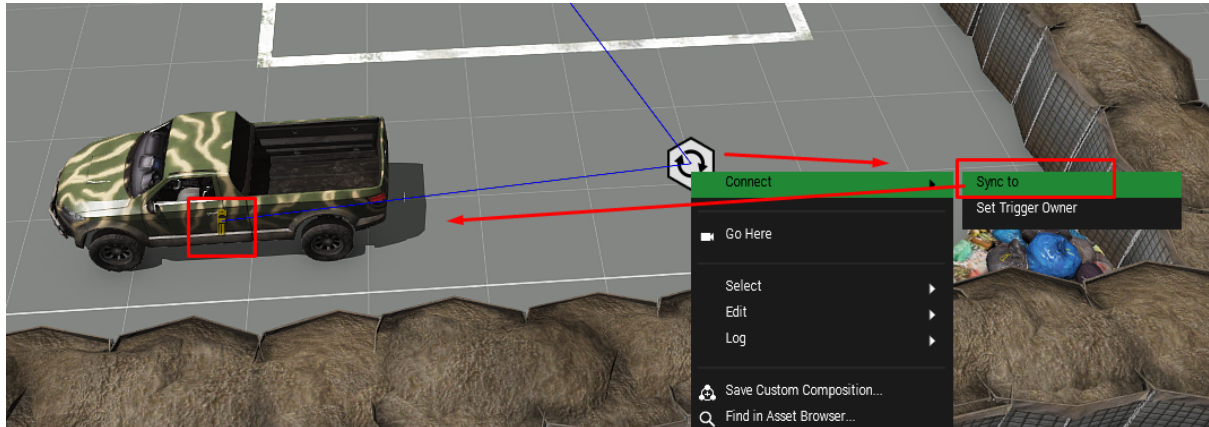 Connect
Sync to
Set Trigger Owner
Go Here
Select
Edit
Log
Save Custom Composition...
Find in Asset Browser...